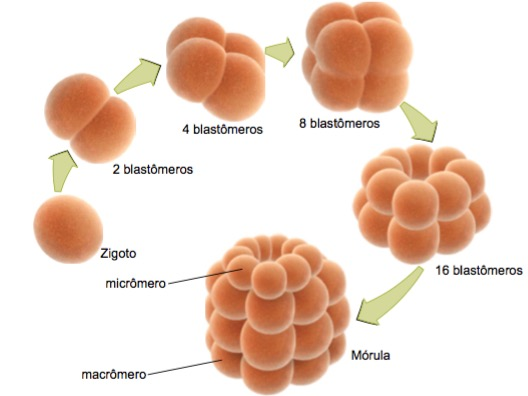 Zigoto
2 blastômeros
4 blastômeros
8 blastômeros
16 blastômeros
Mórula
micrômero
macrômero